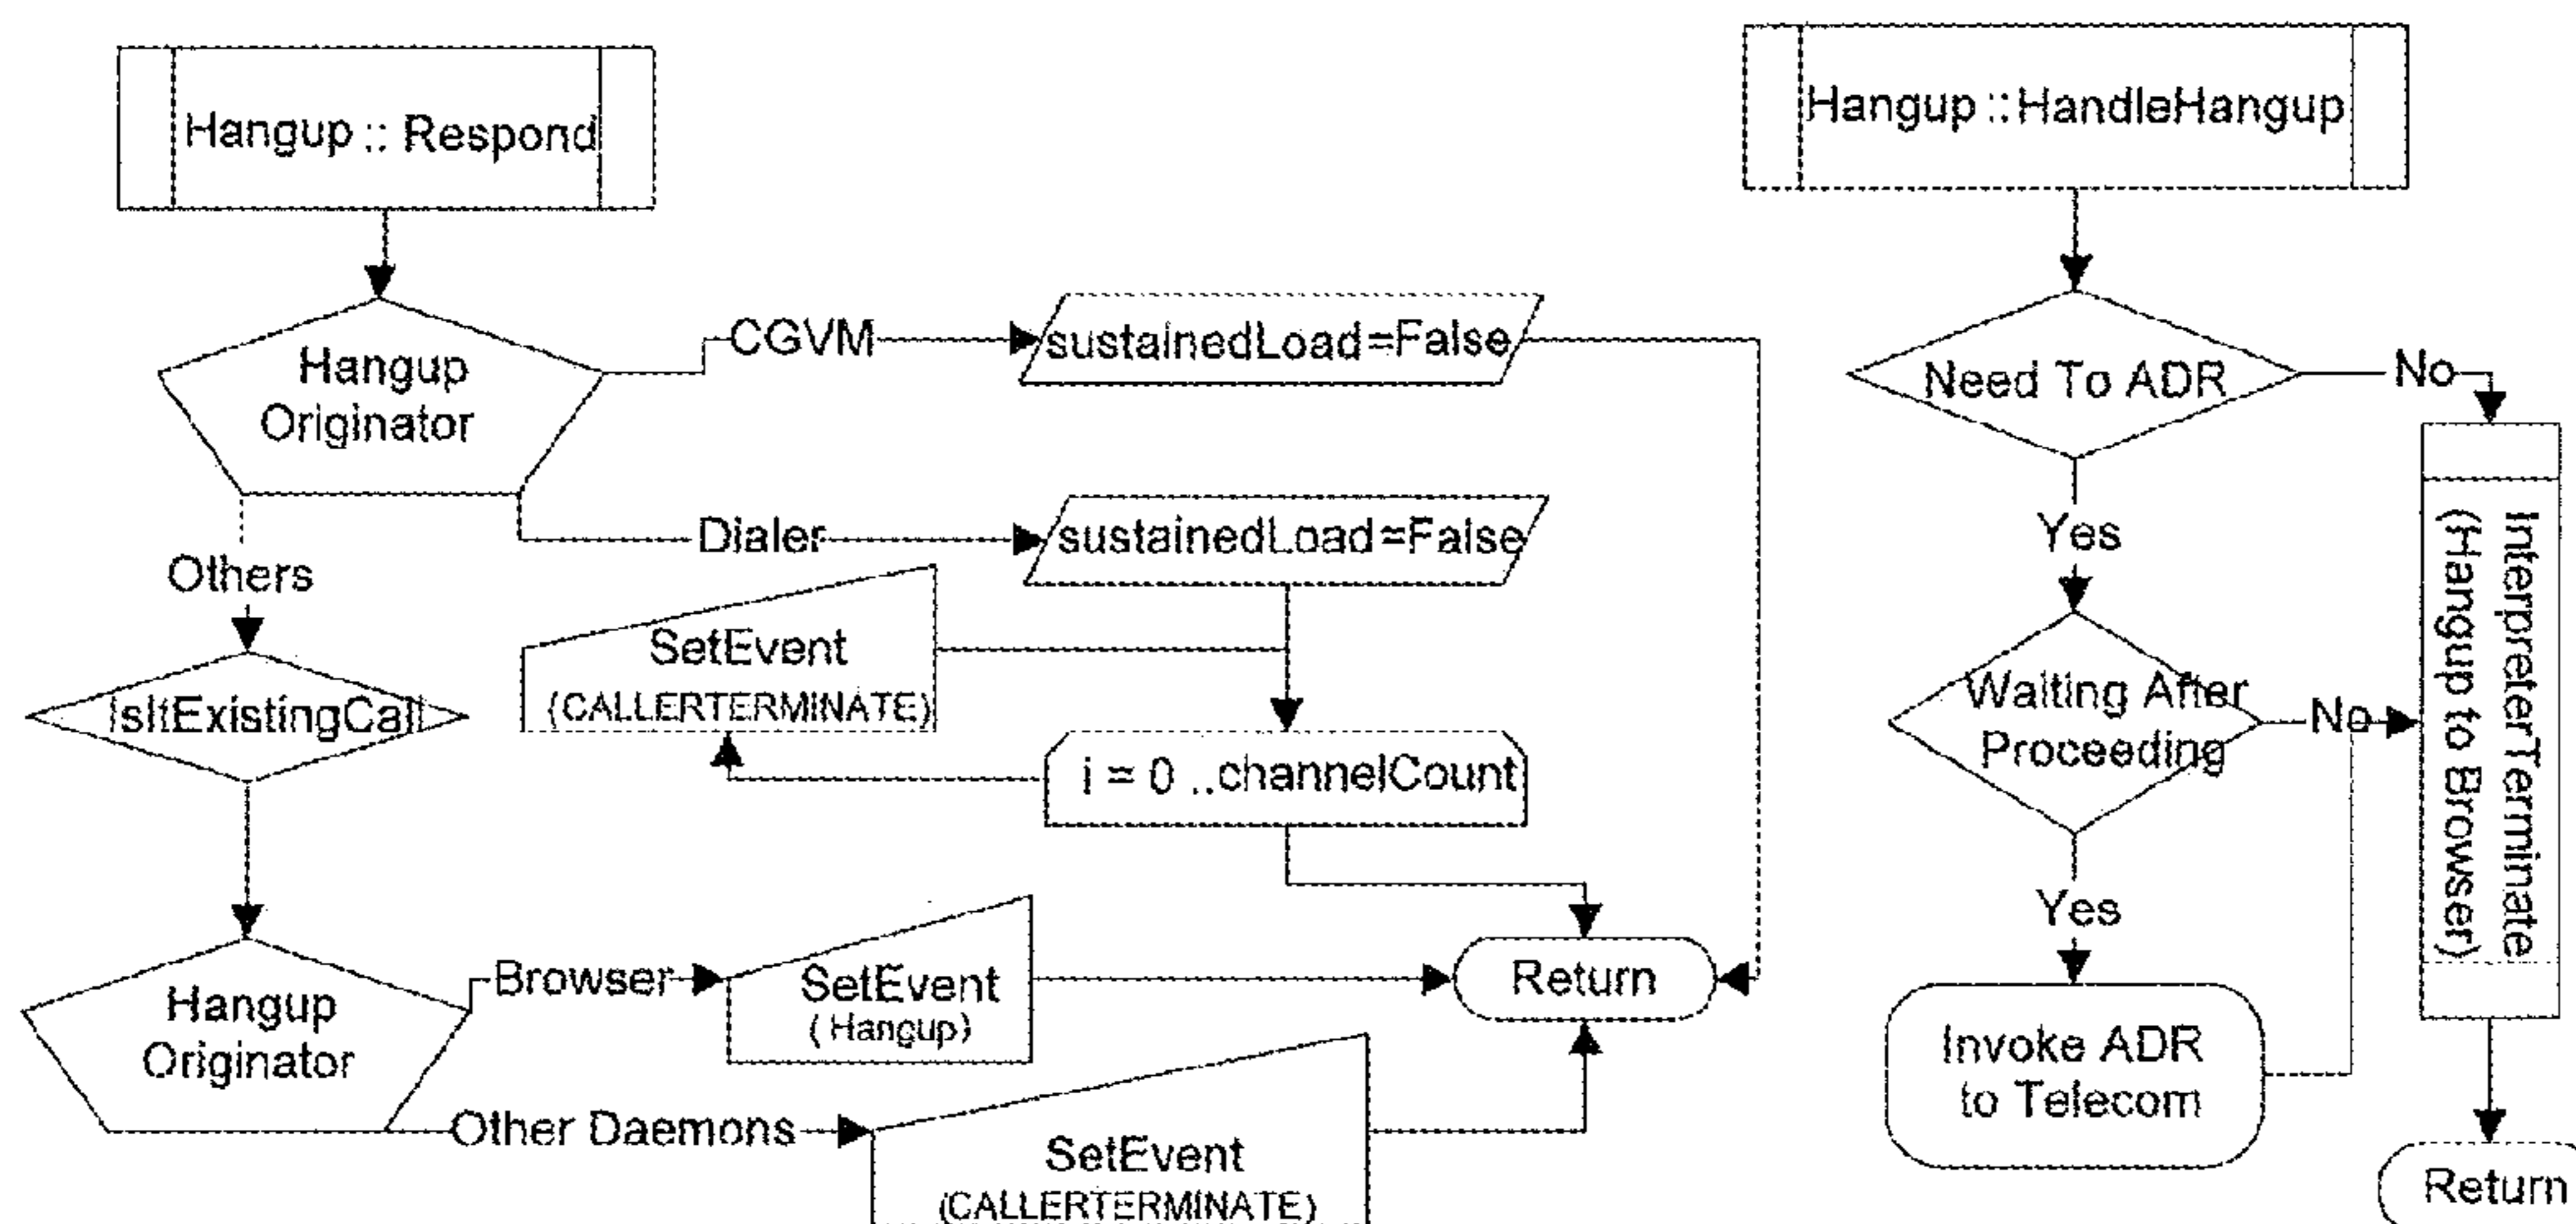 Hangup :: Respond
Hangup
Originator
CGVM
sustainedLoad=False
Dialer
sustainedLoad=False
Others
SetEvent
(CALLERTERMINATE)
IsItExistingCall
i = 0 ..channelCount
Hangup
Originator
Browser
SetEvent
(Hangup)
Return
Other Daemons
SetEvent
(CALLERTERMINATE)
Hangup ::HandleHangup
Need To ADR
No
Yes
Waiting After
Proceeding
No
Yes
Invoke ADR
to Telecom
InterpreterTerminate
(Hangup to Browser)
Return